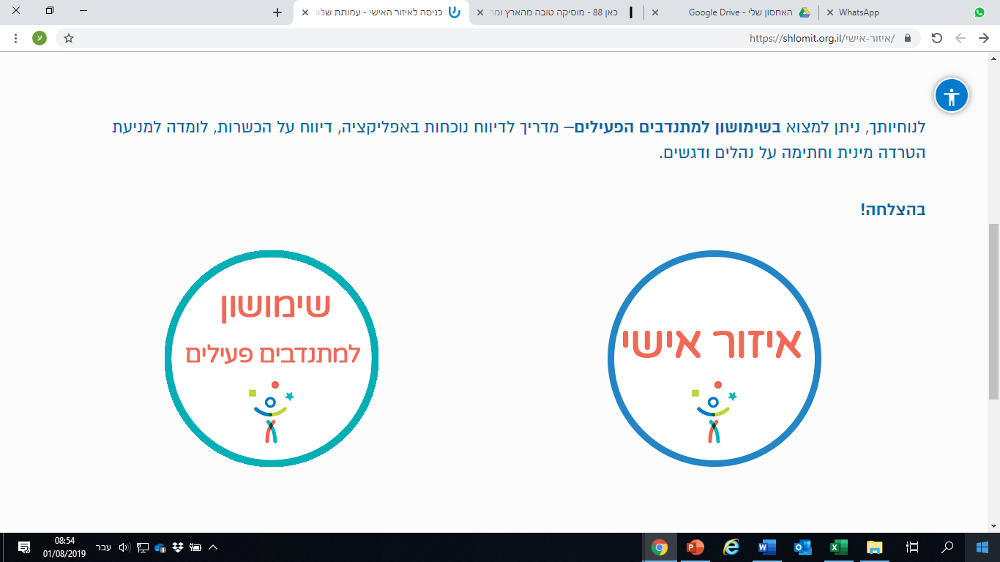 WhatsApp
האחסון שלי - Google Drive
כאן 88 - מוסיקה טובה מהארץ ומ
כניסה לאיזור האישי - עמותת שלו
https://shlomit.org.il/איזור-אישי/
ע
לנוחיותך, ניתן למצוא בשימושון למתנדבים הפעילים– מדריך לדיווח נוכחות באפליקציה, דיווח על הכשרות, לומדה למניעת
הטרדה מינית וחתימה על נהלים ודגשים.
בהצלחה!
איזור אישי
שימושון
למתנדבים פעילים
עבר
08:54
01/08/2019